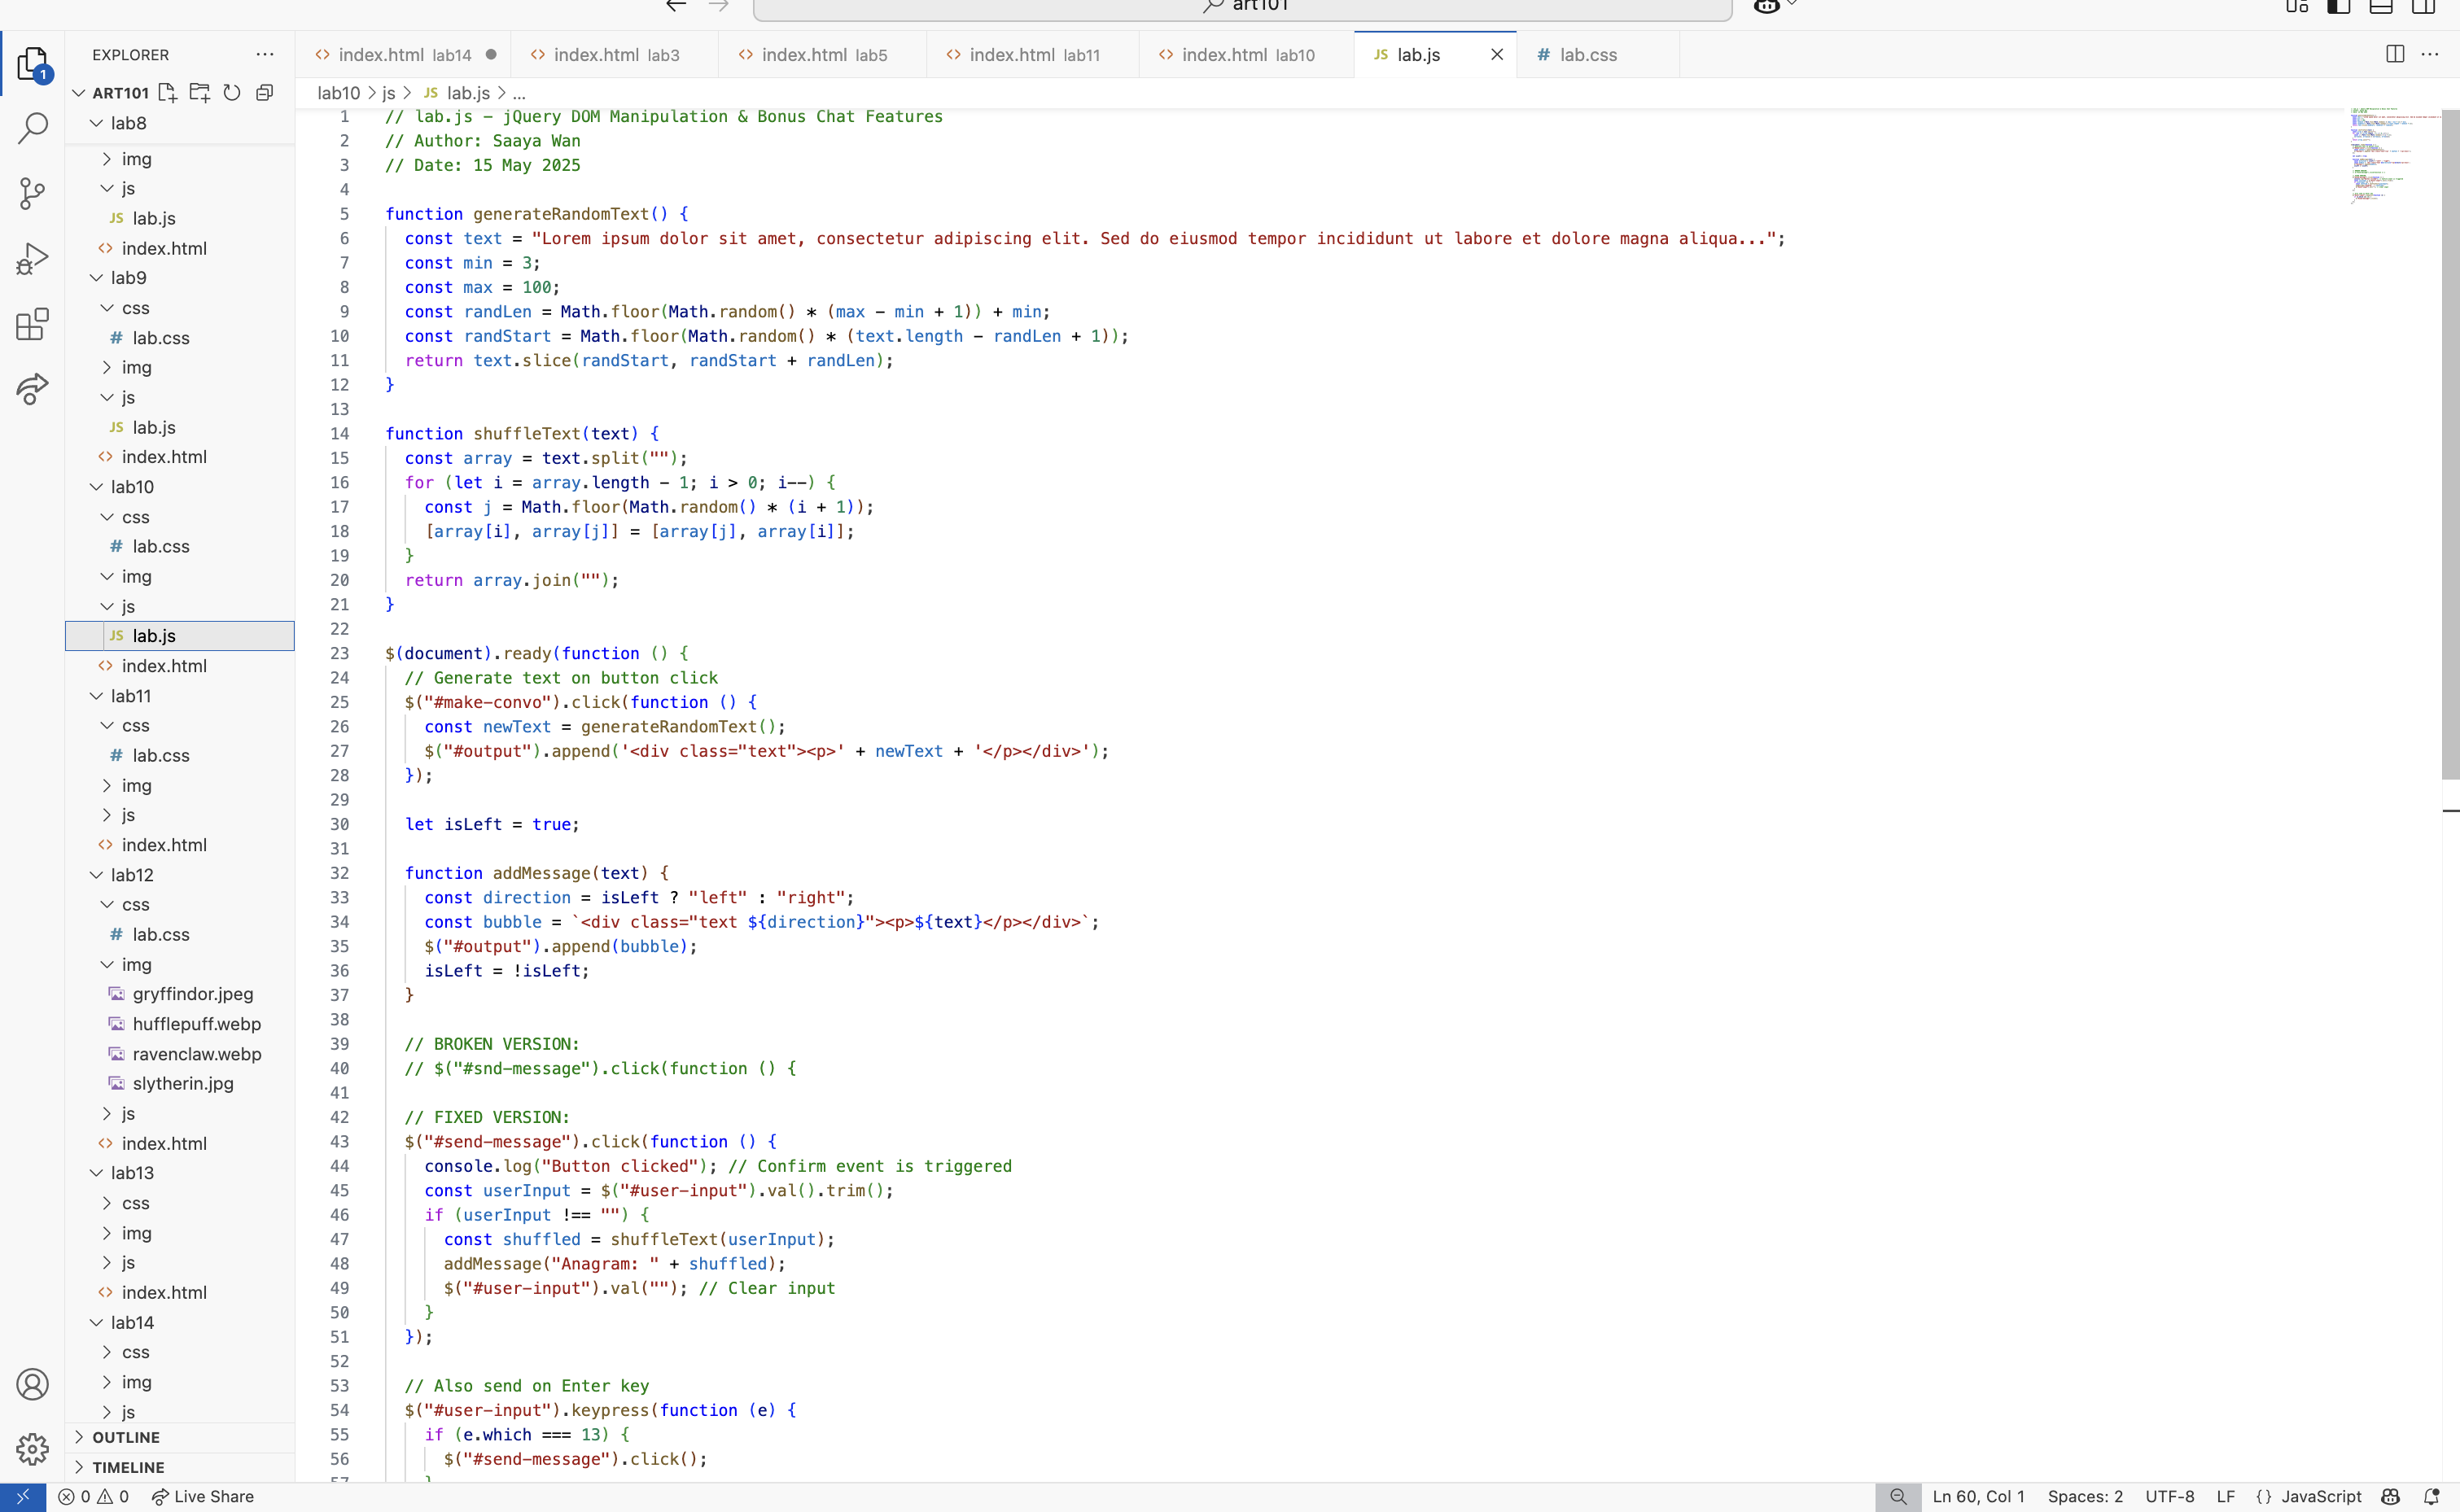 art101
EXPLORER
index.html lab14
index.html lab3
index.html lab5
index.html lab11
index.html lab10
JS lab.js
# lab.css
1
ART101
lab10 > js > JS lab.js > ...
lab8
img
js
JS lab.js
index.html
lab9
css
# lab.css
img
js
JS lab.js
index.html
lab10
css
# lab.css
img
js
JS lab.js
index.html
lab11
css
# lab.css
img
js
index.html
lab12
css
# lab.css
img
gryffindor.jpeg
hufflepuff.webp
ravenclaw.webp
slytherin.jpg
js
index.html
lab13
css
img
js
index.html
lab14
css
img
js
OUTLINE
TIMELINE
1 // lab.js - jQuery DOM Manipulation & Bonus Chat Features
2 // Author: Saaya Wan
3 // Date: 15 May 2025
4
5 function generateRandomText() {
6 const text = "Lorem ipsum dolor sit amet, consectetur adipiscing elit. Sed do eiusmod tempor incididunt ut labore et dolore magna aliqua...";
7 const min = 3;
8 const max = 100;
9 const randLen = Math.floor(Math.random() * (max - min + 1)) + min;
10 const randStart = Math.floor(Math.random() * (text.length - randLen + 1));
11 return text.slice(randStart, randStart + randLen);
12 }
13
14 function shuffleText(text) {
15 const array = text.split("");
16 for (let i = array.length - 1; i > 0; i--) {
17 const j = Math.floor(Math.random() * (i + 1));
18 [array[i], array[j]] = [array[j], array[i]];
19 }
20 return array.join("");
21 }
22
23 $(document).ready(function () {
24 // Generate text on button click
25 $("#make-convo").click(function () {
26 const newText = generateRandomText();
27 $("#output").append('<div class="text"><p>' + newText + '</p></div>');
28 });
29
30 let isLeft = true;
31
32 function addMessage(text) {
33 const direction = isLeft ? "left" : "right";
34 const bubble = `<div class="text ${direction}"><p>${text}</p></div>`;
35 $("#output").append(bubble);
36 isLeft = !isLeft;
37 }
38
39 // BROKEN VERSION:
40 // $("#snd-message").click(function () {
41
42 // FIXED VERSION:
43 $("#send-message").click(function () {
44 console.log("Button clicked"); // Confirm event is triggered
45 const userInput = $("#user-input").val().trim();
46 if (userInput !== "") {
47 const shuffled = shuffleText(userInput);
48 addMessage("Anagram: " + shuffled);
49 $("#user-input").val(""); // Clear input
50 }
51 });
52
53 // Also send on Enter key
54 $("#user-input").keypress(function (e) {
55 if (e.which === 13) {
56 $("#send-message").click();
57 }
0 0 Live Share
Ln 60, Col 1 Spaces: 2 UTF-8 LF {} JavaScript